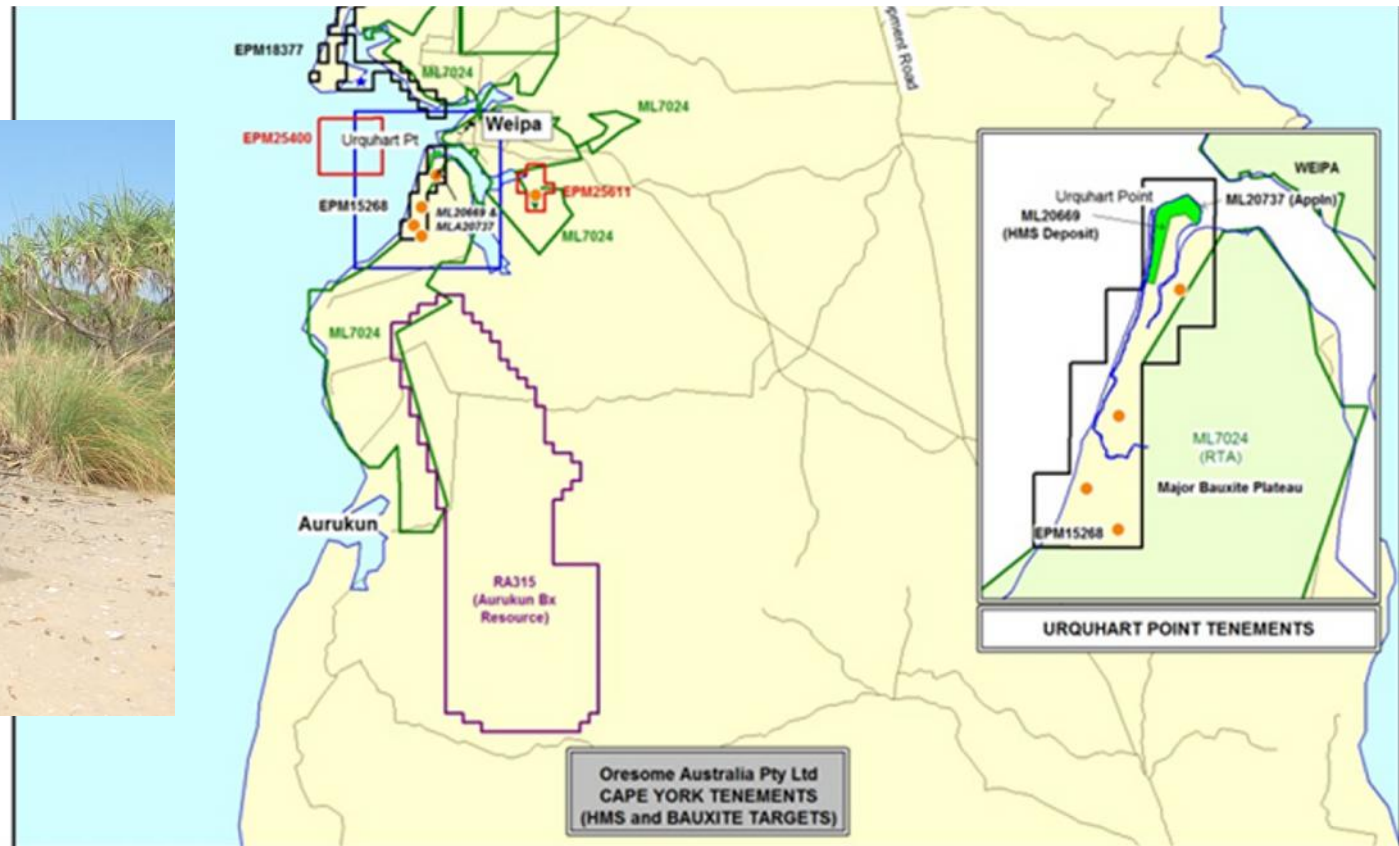 EPM18377
ML7024
pment Road
ML7024
Weipa
EPM25400
Urquhart Pt
EPM25611
EPM15268
ML20669 &
MLA20737
ML7024
ML7024
Aurukun
RA315
(Aurukun Bx
Resource)
WEIPA
Urquhart Point
ML20669
(HMS Deposit)
ML20737 (Appln)
ML7024
(RTA)
Major Bauxite Plateau
EPM15268
URQUHART POINT TENEMENTS
Oresome Australia Pty Ltd
CAPE YORK TENEMENTS
(HMS and BAUXITE TARGETS)